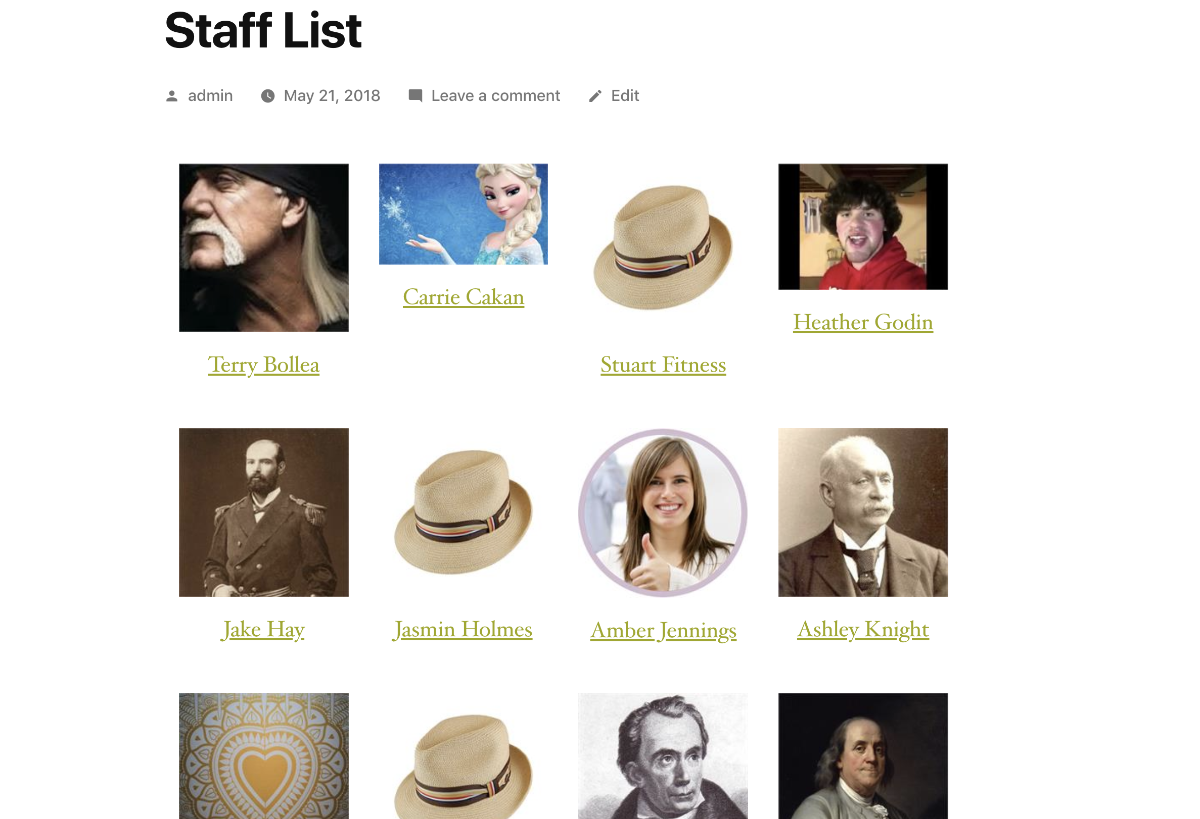 Staff List
admin May 21, 2018 Leave a comment Edit
Carrie Cakan
Heather Godin
Terry Bollea
Stuart Fitness
Jake Hay
Jasmin Holmes
Amber Jennings
Ashley Knight